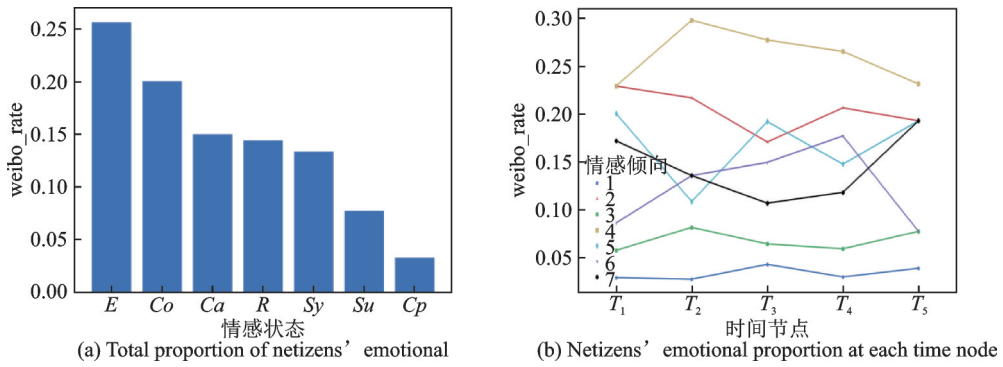 0.25
0.20
0.15
0.10
0.05
0.00
weibo_rate
E Co Ca R Sy Su Cp
情感状态
(a) Total proportion of netizens’ emotional
0.30
0.25
0.20
0.15
0.10
0.05
weibo_rate
情感倾向
1
2
3
4
5
6
7
T1 T2 T3 T4 T5
时间节点
(b) Netizens’ emotional proportion at each time node